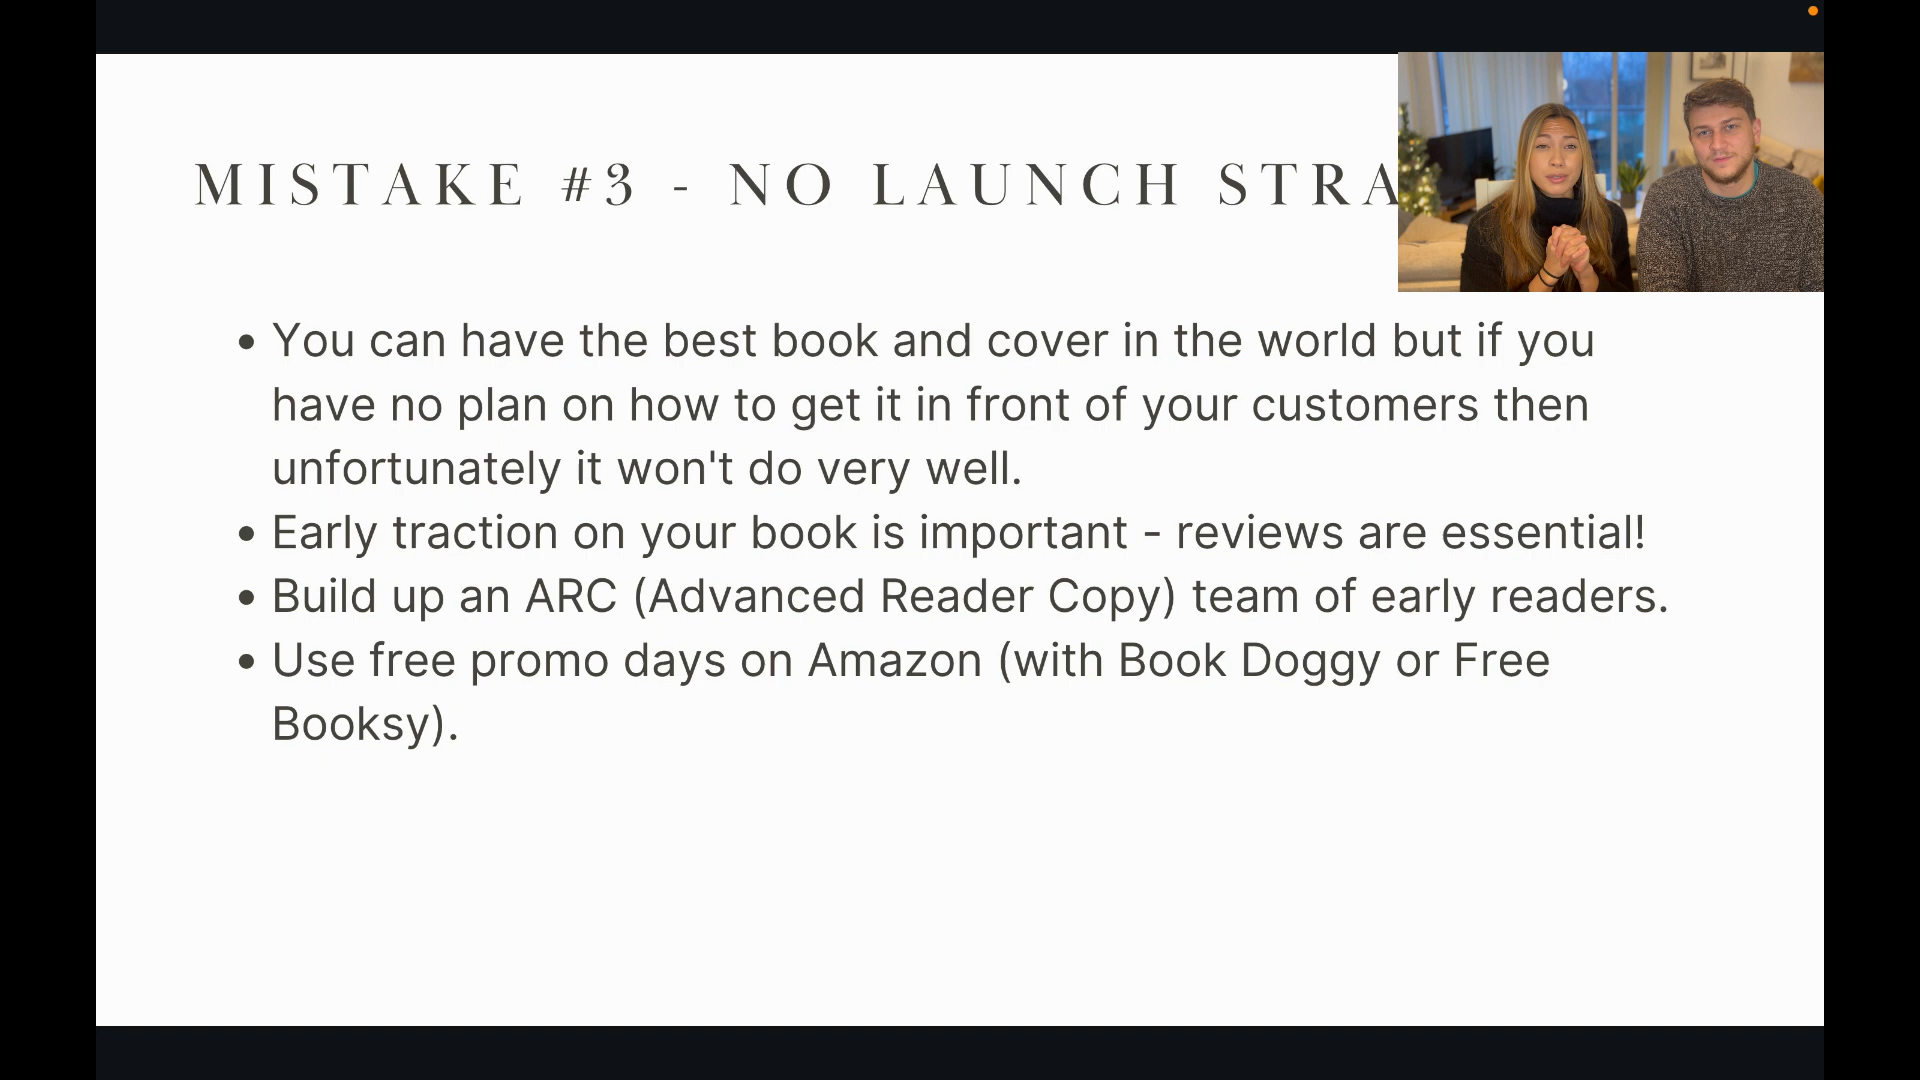 MISTAKE #3 - NO LAUNCH STRA
• You can have the best book and cover in the world but if you
have no plan on how to get it in front of your customers then
unfortunately it won't do very well.
• Early traction on your book is important - reviews are essential!
• Build up an ARC (Advanced Reader Copy) team of early readers.
• Use free promo days on Amazon (with Book Doggy or Free
Booksy).